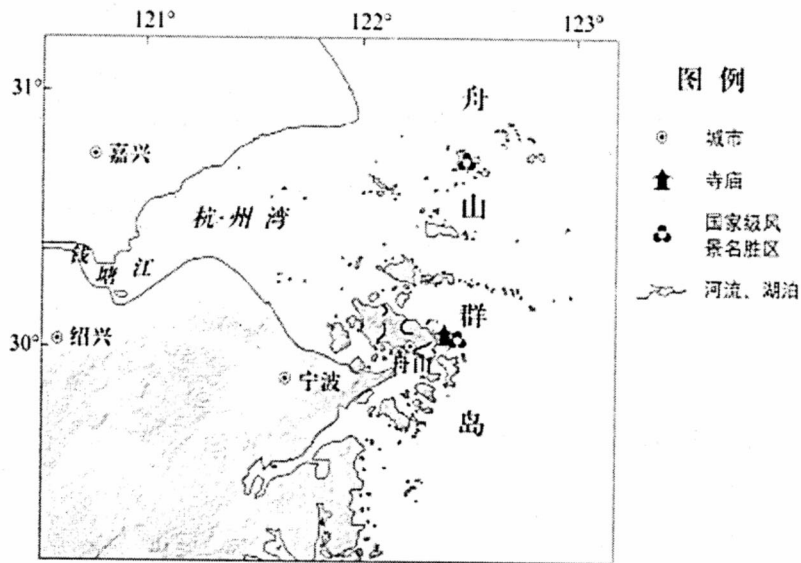 121°
122°
123°
31°
30°
嘉兴
杭州湾
钱塘江
绍兴
宁波
舟山
舟山群岛
图例
城市
寺庙
国家级风
景名胜区
河流、湖泊